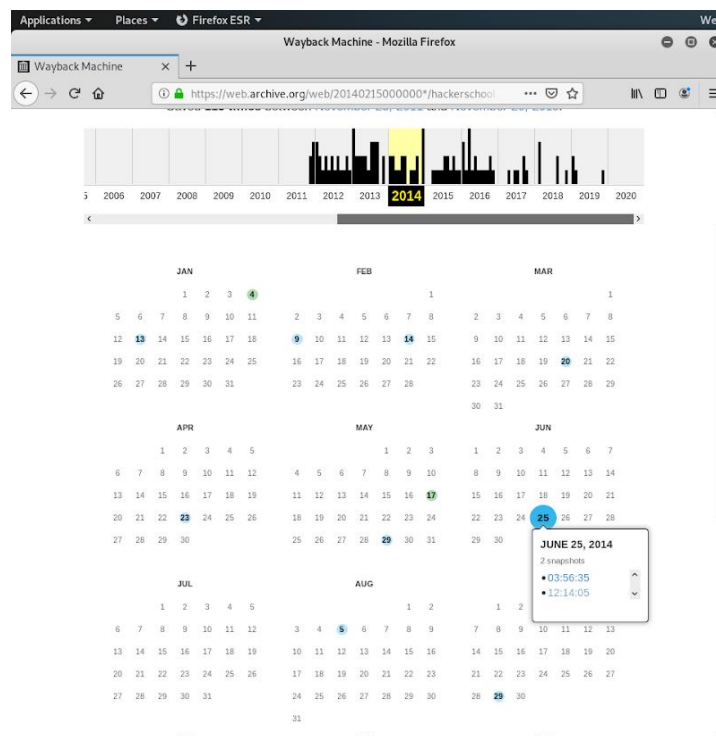 Applications ▾ Places ▾ Firefox ESR ▾ We
Wayback Machine - Mozilla Firefox
Wayback Machine × +
https://web.archive.org/web/20140215000000*/hackerschool
2006 2007 2008 2009 2010 2011 2012 2013 2014 2015 2016 2017 2018 2019 2020
JAN FEB MAR
1 2 3 4 1 1
5 6 7 8 9 10 11 2 3 4 5 6 7 8 2 3 4 5 6 7 8
12 13 14 15 16 17 18 9 10 11 12 13 14 15 9 10 11 12 13 14 15
19 20 21 22 23 24 25 16 17 18 19 20 21 22 16 17 18 19 20 21 22
26 27 28 29 30 31 23 24 25 26 27 28 23 24 25 26 27 28 29
30 31
APR MAY JUN
1 2 3 4 5 1 2 3 1 2 3 4 5 6 7
6 7 8 9 10 11 12 4 5 6 7 8 9 10 8 9 10 11 12 13 14
13 14 15 16 17 18 19 11 12 13 14 15 16 17 15 16 17 18 19 20 21
20 21 22 23 24 25 26 18 19 20 21 22 23 24 22 23 24 25 26 27 28
27 28 29 30 25 26 27 28 29 30 31 29 30
JUNE 25, 2014
2 snapshots
• 03:56:35
• 12:14:05
JUL AUG
1 2 3 4 5 1 2 1 2
6 7 8 9 10 11 12 3 4 5 6 7 8 9 7 8 9 10 11 12 13
13 14 15 16 17 18 19 10 11 12 13 14 15 16 14 15 16 17 18 19 20
20 21 22 23 24 25 26 17 18 19 20 21 22 23 21 22 23 24 25 26 27
27 28 29 30 31 24 25 26 27 28 29 30 28 29 30
31